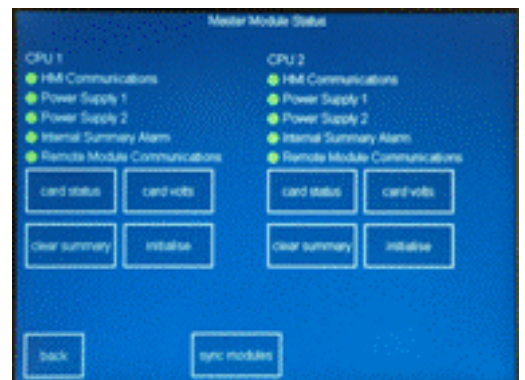 Master Module Status
CPU 1
HMI Communications
Power Supply 1
Power Supply 2
Internal Summary Alarm
Remote Module Communications
card status
card volts
clear summary
initialise
CPU 2
HMI Communications
Power Supply 1
Power Supply 2
Internal Summary Alarm
Remote Module Communications
card status
card volts
clear summary
initialise
back
sync modules